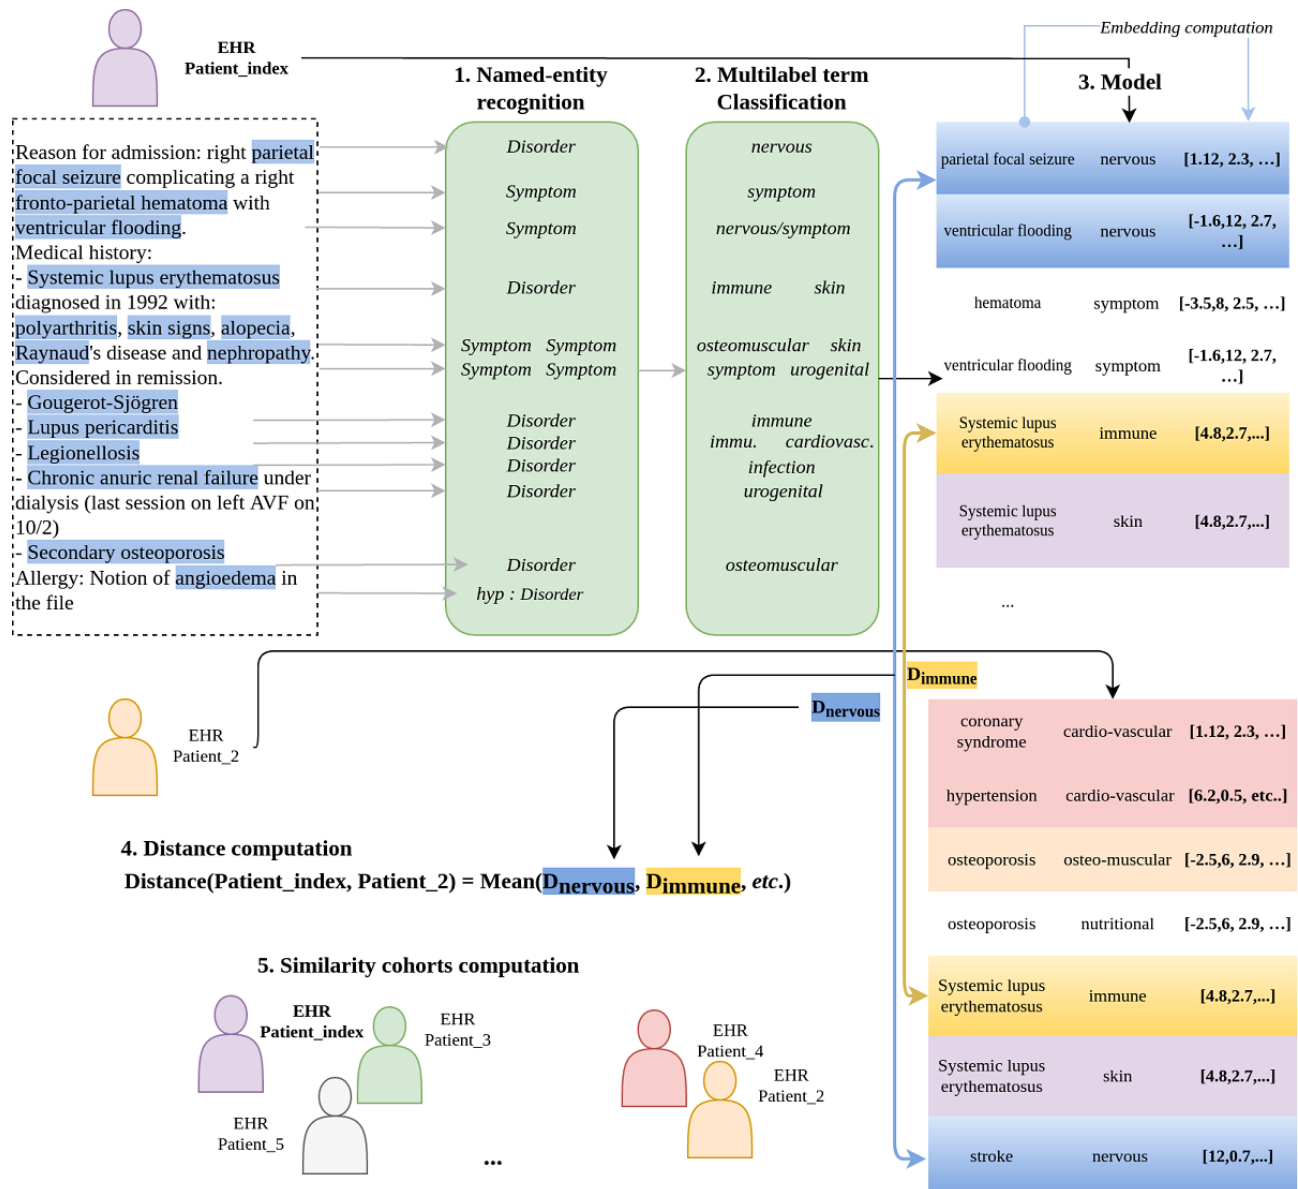 EHR
Patient_index
Embedding computation
1. Named-entity
recognition
2. Multilabel term
Classification
3. Model
Reason for admission: right parietal
focal seizure complicating a right
fronto-parietal hematoma with
ventricular flooding.
Medical history:
- Systemic lupus erythematosus
diagnosed in 1992 with:
polyarthritis, skin signs, alopecia,
Raynaud's disease and nephropathy.
Considered in remission.
- Gougerot-Sjögren
- Lupus pericarditis
- Legionellosis
- Chronic anuric renal failure under
dialysis (last session on left AVF on
10/2)
- Secondary osteoporosis
Allergy: Notion of angioedema in
the file
Disorder
Symptom
Symptom
Disorder
Symptom Symptom
Symptom Symptom
Disorder
Disorder
Disorder
Disorder
Disorder
hyp : Disorder
nervous
symptom
nervous/symptom
immune skin
osteomuscular skin
symptom urogenital
immune
immu. cardiovasc.
infection
urogenital
osteomuscular
parietal focal seizure nervous [1.12, 2.3, …]
ventricular flooding nervous [-1.6,12, 2.7,
…]
hematoma symptom [-3.5,8, 2.5, …]
ventricular flooding symptom [-1.6,12, 2.7,
…]
Systemic lupus
erythematosus immune [4.8,2.7,...]
Systemic lupus
erythematosus skin [4.8,2.7,...]
...
EHR
Patient_2
Dimmune
Dnervous
coronary
syndrome cardio-vascular [1.12, 2.3, …]
hypertension cardio-vascular [6.2,0.5, etc..]
osteoporosis osteo-muscular [-2.5,6, 2.9, …]
osteoporosis nutritional [-2.5,6, 2.9, …]
Systemic lupus
erythematosus immune [4.8,2.7,...]
Systemic lupus
erythematosus skin [4.8,2.7,...]
stroke nervous [12,0.7,...]
4. Distance computation
Distance(Patient_index, Patient_2) = Mean(Dnervous, Dimmune, etc.)
5. Similarity cohorts computation
EHR
Patient_index
EHR
Patient_3
EHR
Patient_5
EHR
Patient_4
EHR
Patient_2
...